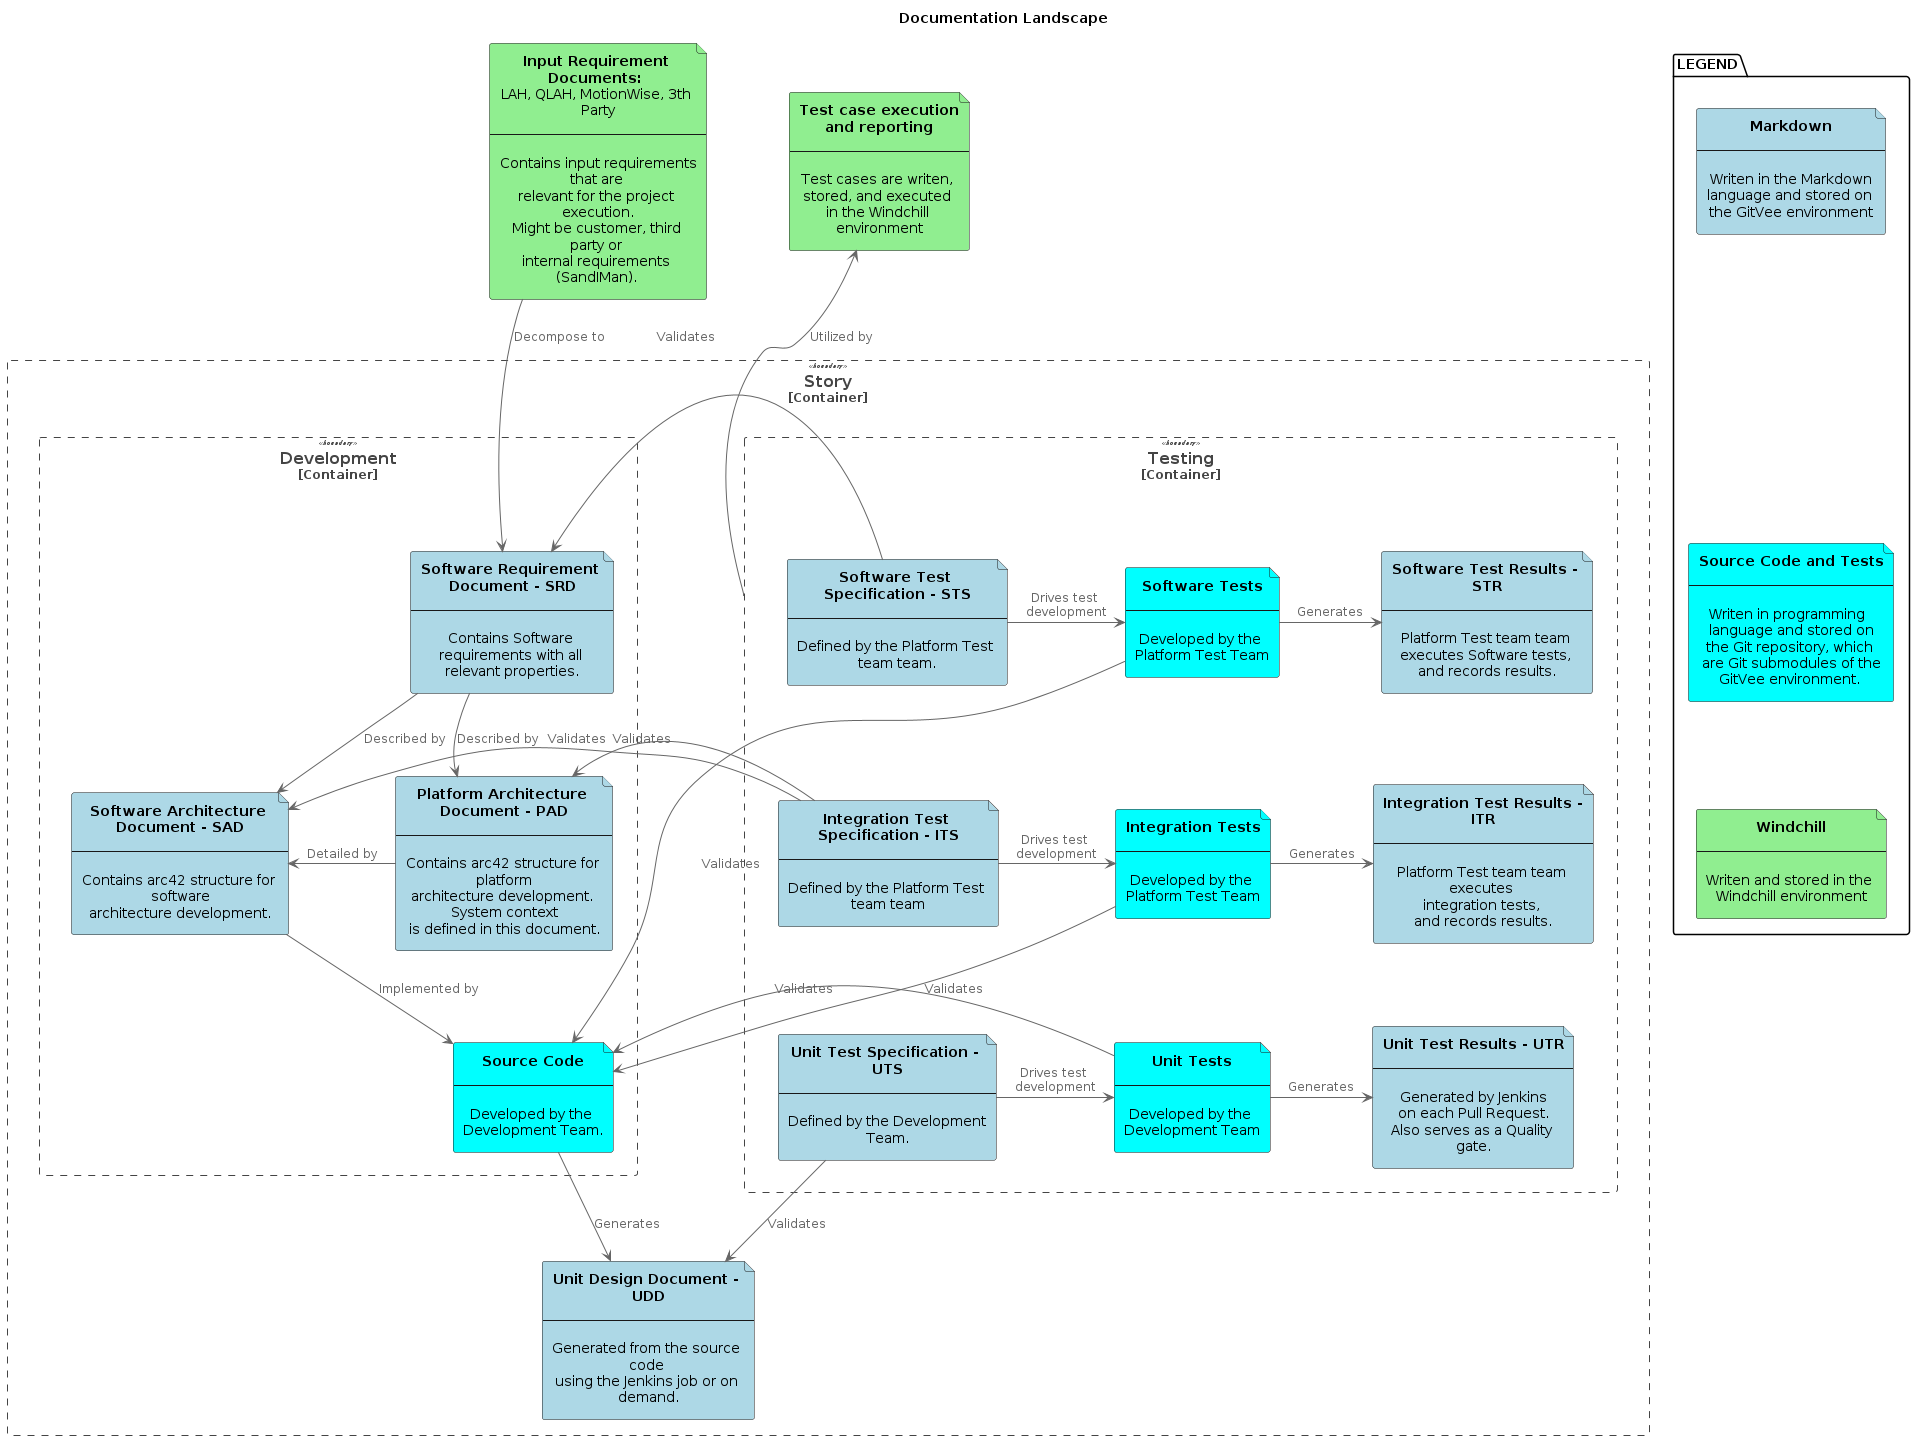 Documentation Landscape
Input Requirement
Documents:
LAH, QLAH, MotionWise, 3th
Party
Contains input requirements
that are
relevant for the project
execution.
Might be customer, third
party or
internal requirements
(SandIMan).
Test case execution
and reporting
Test cases are writen,
stored, and executed
in the Windchill
environment
LEGEND
Markdown
Writen in the Markdown
language and stored on
the GitVee environment
Source Code and Tests
Writen in programming
language and stored on
the Git repository, which
are Git submodules of the
GitVee environment.
Windchill
Writen and stored in the
Windchill environment
Decompose to
Validates
Utilized by
«boundary»
Story
[Container]
«boundary»
Development
[Container]
«boundary»
Testing
[Container]
Software Requirement
Document - SRD
Contains Software
requirements with all
relevant properties.
Software Test
Specification - STS
Defined by the Platform Test
team team.
Drives test
development
Software Tests
Developed by the
Platform Test Team
Generates
Software Test Results -
STR
Platform Test team team
executes Software tests,
and records results.
Described by
Described by
Validates
Validates
Software Architecture
Document - SAD
Contains arc42 structure for
software
architecture development.
Detailed by
Platform Architecture
Document - PAD
Contains arc42 structure for
platform
architecture development.
System context
is defined in this document.
Validates
Integration Test
Specification - ITS
Defined by the Platform Test
team team
Drives test
development
Integration Tests
Developed by the
Platform Test Team
Generates
Integration Test Results -
ITR
Platform Test team team
executes
integration tests,
and records results.
Implemented by
Validates
Validates
Source Code
Developed by the
Development Team.
Unit Test Specification -
UTS
Defined by the Development
Team.
Drives test
development
Unit Tests
Developed by the
Development Team
Generates
Unit Test Results - UTR
Generated by Jenkins
on each Pull Request.
Also serves as a Quality
gate.
Generates
Validates
Unit Design Document -
UDD
Generated from the source
code
using the Jenkins job or on
demand.